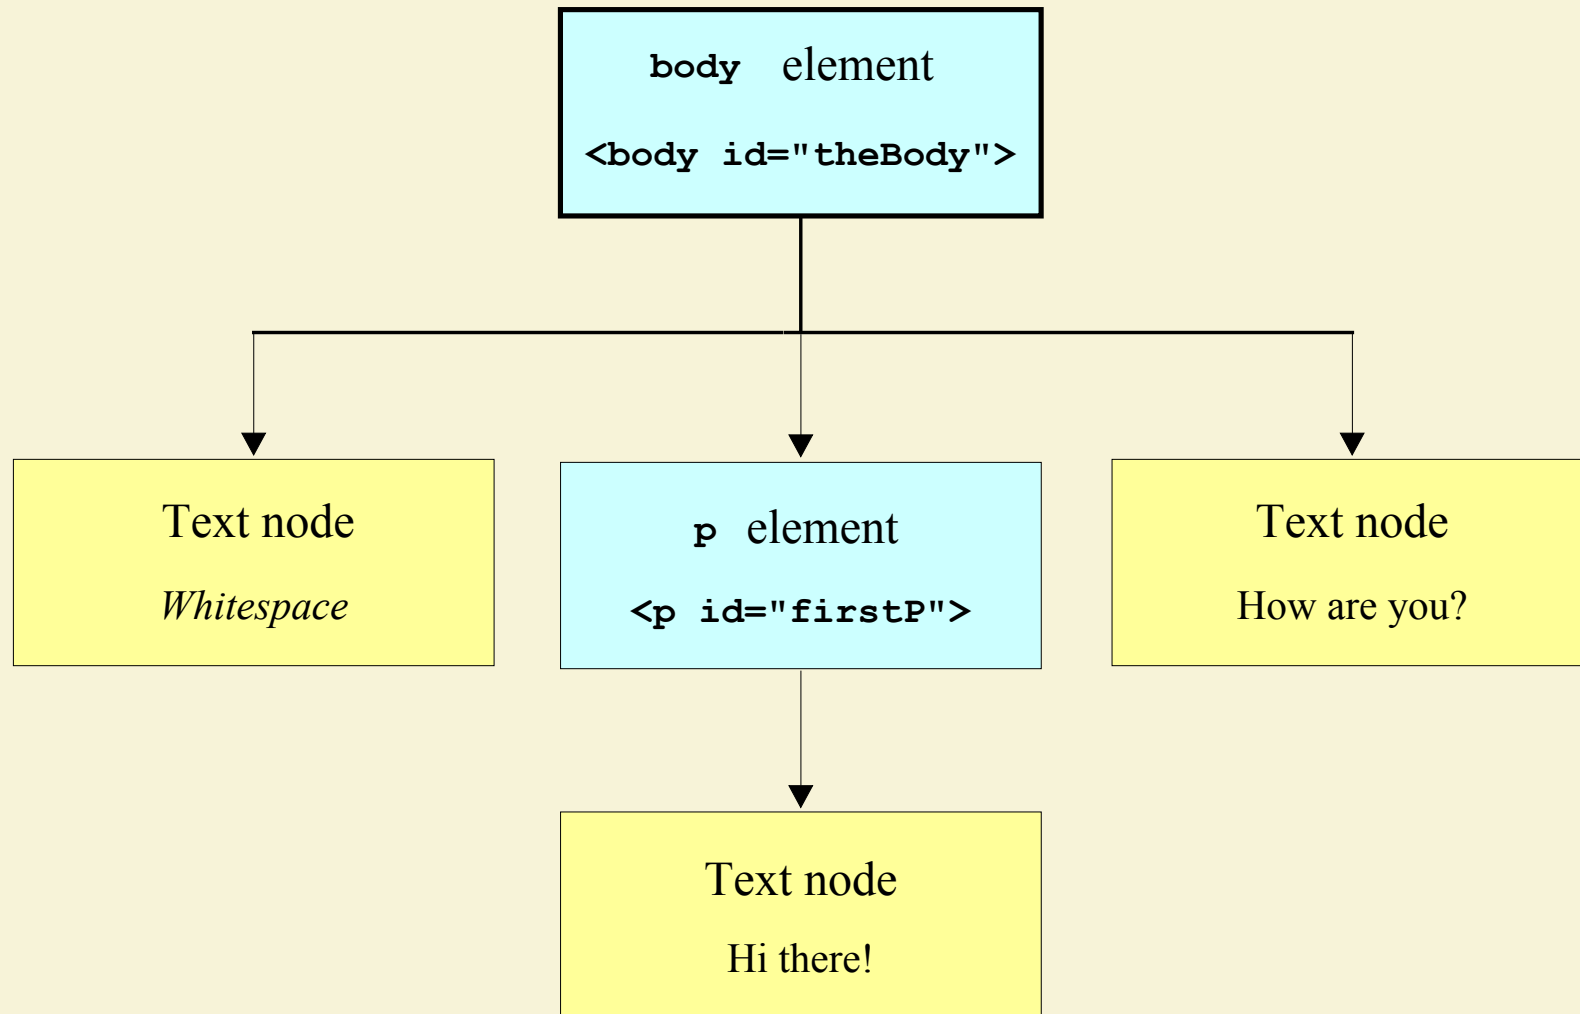 body element
<body id="theBody">
Text node
Whitespace
p element
<p id="firstP">
Text node
How are you?
Text node
Hi there!